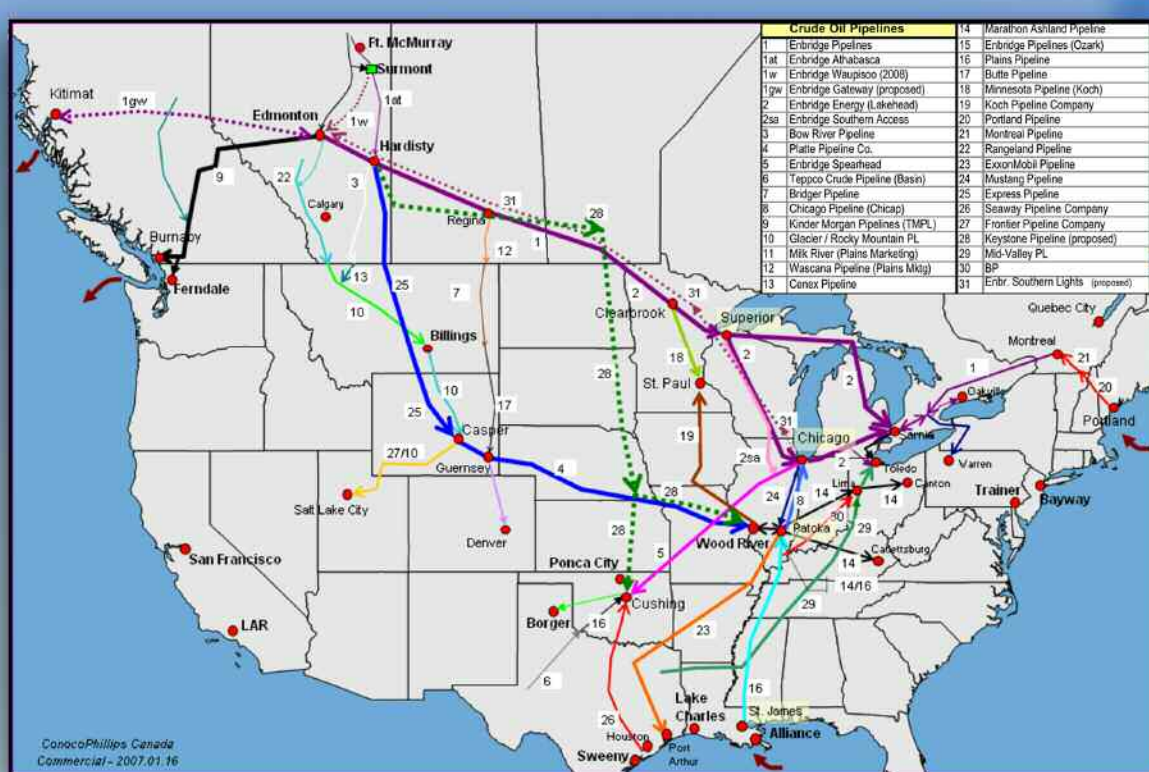 Crude Oil Pipelines
1 Enbridge Pipelines
1at Enbridge Athabasca
1w Enbridge Waupisoo (2008)
1gw Enbridge Gateway (proposed)
2 Enbridge Energy (Lakehead)
2sa Enbridge Southern Access
3 Bow River Pipeline
4 Platte Pipeline Co.
5 Enbridge Spearhead
6 Teppco Crude Pipeline (Basin)
7 Bridger Pipeline
8 Chicago Pipeline (Chicap)
9 Kinder Morgan Pipelines (TMPL)
10 Glacier / Rocky Mountain PL
11 Milk River (Plains Marketing)
12 Wascana Pipeline (Plains Mktg)
13 Cenex Pipeline
14 Marathon Ashland Pipeline
15 Enbridge Pipelines (Ozark)
16 Plains Pipeline
17 Butte Pipeline
18 Minnesota Pipeline (Koch)
19 Koch Pipeline Company
20 Portland Pipeline
21 Montreal Pipeline
22 Rangeland Pipeline
23 ExxonMobil Pipeline
24 Mustang Pipeline
25 Express Pipeline
26 Seaway Pipeline Company
27 Frontier Pipeline Company
28 Keystone Pipeline (proposed)
29 Mid-Valley PL
30 BP
31 Enbr. Southern Lights (proposed)
Ft. McMurray
Surmont
Kitimat
1gw
1at
1w
Edmonton
Hardisty
9
22
3
Calgary
31
Regina
28
1
12
Burnaby
Ferndale
13
25
10
7
2
31
Clearbrook
Superior
Quebec City
Montreal
21
1
20
Billings
18
2
2
Oakville
Portland
28
St. Paul
10
25
17
19
31
Sarnia
Casper
Chicago
27/10
Guernsey
4
2sa
2
Toledo
Warren
Salt Lake City
28
24
8
14
Lima
14
Canton
Trainer
Bayway
30
29
Denver
28
Wood River
Patoka
Catlettsburg
San Francisco
5
14
Ponca City
14/16
Cushing
29
Borger
16
LAR
23
6
16
26
Lake
Charles
St. James
Houston
Alliance
Port
Arthur
Sweeny
ConocoPhillips Canada
Commercial - 2007.01.16